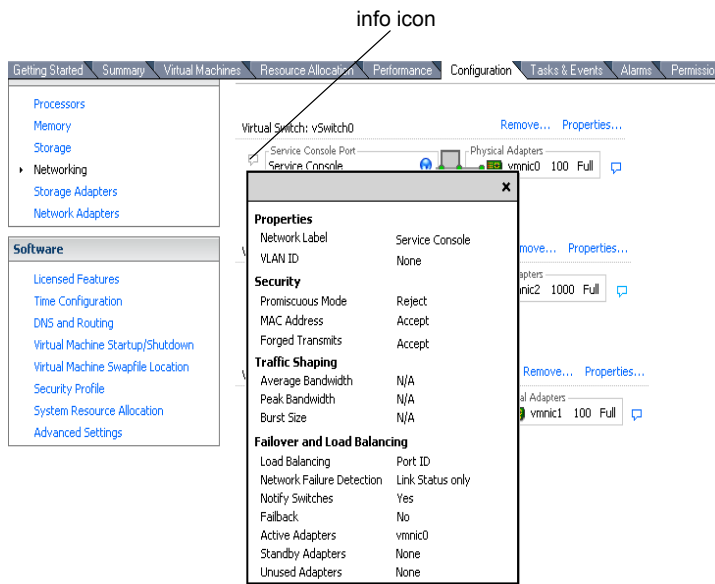 info icon
Getting Started Summary Virtual Machines Resource Allocation Performance Configuration Tasks & Events Alarms Permissio
Processors
Memory
Storage
Networking
Storage Adapters
Network Adapters
Software
Licensed Features
Time Configuration
DNS and Routing
Virtual Machine Startup/Shutdown
Virtual Machine Swapfile Location
Security Profile
System Resource Allocation
Advanced Settings
Virtual Switch: vSwitch0 Remove... Properties...
Service Console Port Physical Adapters
Service Console vmnic0 100 Full
move... Properties...
apters
nic2 1000 Full
Remove... Properties...
al Adapters
vmnic1 100 Full
x
Properties
Network Label Service Console
VLAN ID None
Security
Promiscuous Mode Reject
MAC Address Accept
Forged Transmits Accept
Traffic Shaping
Average Bandwidth N/A
Peak Bandwidth N/A
Burst Size N/A
Failover and Load Balancing
Load Balancing Port ID
Network Failure Detection Link Status only
Notify Switches Yes
Failback No
Active Adapters vmnic0
Standby Adapters None
Unused Adapters None